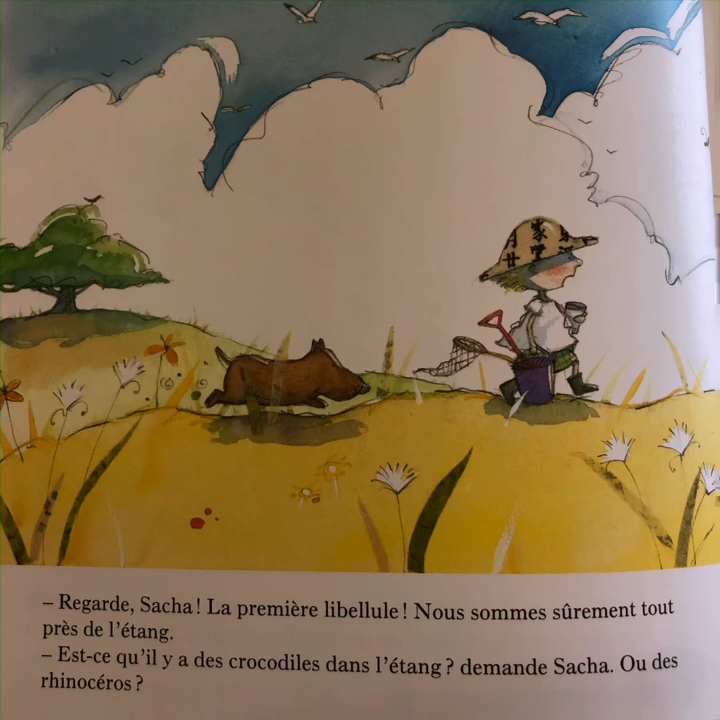 – Regarde, Sacha ! La première libellule ! Nous sommes sûrement tout
près de l'étang.
– Est-ce qu'il y a des crocodiles dans l'étang ? demande Sacha. Ou des
rhinocéros ?